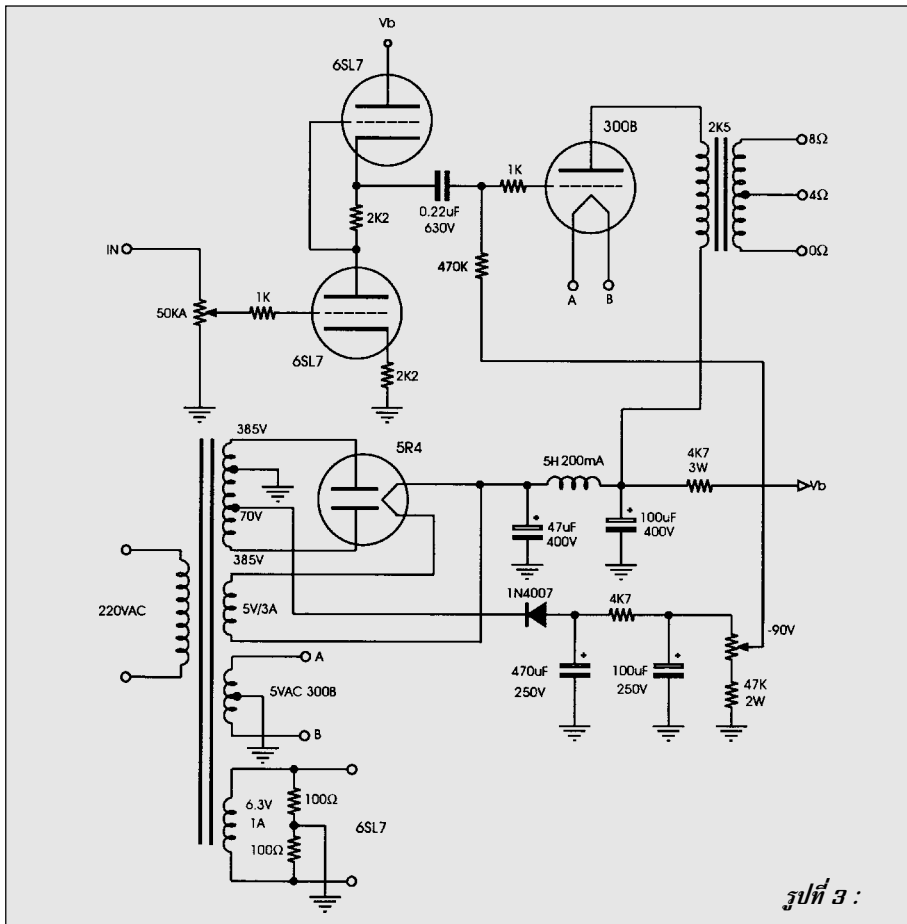 Vb
6SL7
300B
2K5
8Ω
4Ω
0Ω
1K
0.22uF
630V
2K2
470K
A
B
IN
50KA
1K
6SL7
2K2
385V
70V
385V
5R4
5H 200mA
4K7
3W
Vb
47uF
400V
100uF
400V
220VAC
5V/3A
1N4007
4K7
-90V
470uF
250V
100uF
250V
47K
2W
A
5VAC 300B
B
6.3V
1A
100Ω
100Ω
6SL7
รูปที่ 3 :